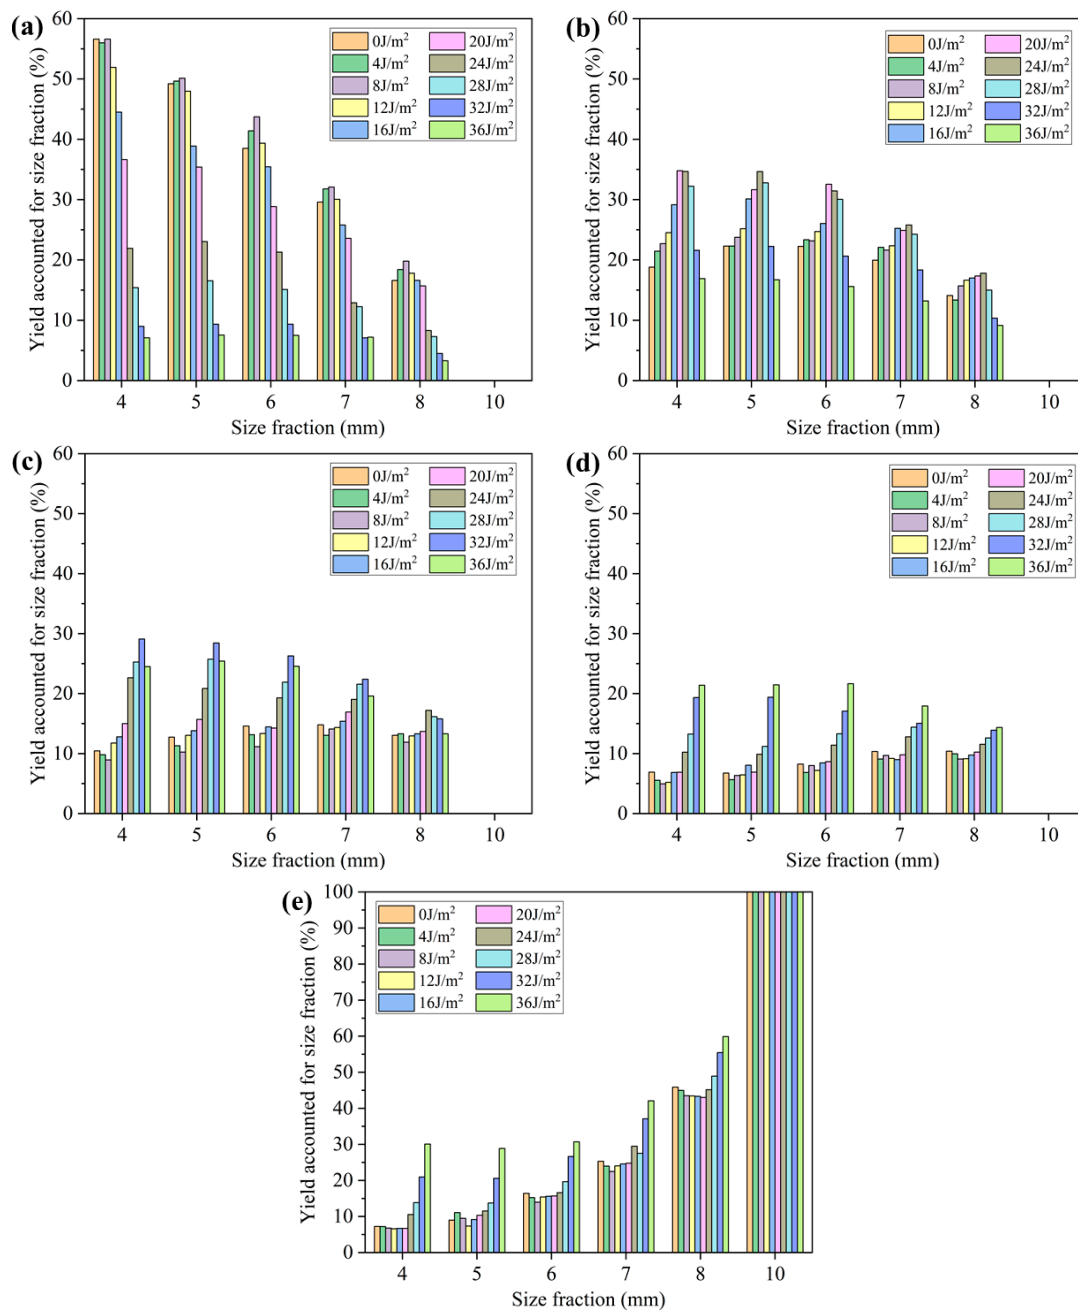 (a)
Yield accounted for size fraction (%)
60
50
40
30
20
10
0
0J/m² 20J/m²
4J/m² 24J/m²
8J/m² 28J/m²
12J/m² 32J/m²
16J/m² 36J/m²
4 5 6 7 8 10
Size fraction (mm)
(b)
Yield accounted for size fraction (%)
60
50
40
30
20
10
0
0J/m² 20J/m²
4J/m² 24J/m²
8J/m² 28J/m²
12J/m² 32J/m²
16J/m² 36J/m²
4 5 6 7 8 10
Size fraction (mm)
(c)
Yield accounted for size fraction (%)
60
50
40
30
20
10
0
0J/m² 20J/m²
4J/m² 24J/m²
8J/m² 28J/m²
12J/m² 32J/m²
16J/m² 36J/m²
4 5 6 7 8 10
Size fraction (mm)
(d)
Yield accounted for size fraction (%)
60
50
40
30
20
10
0
0J/m² 20J/m²
4J/m² 24J/m²
8J/m² 28J/m²
12J/m² 32J/m²
16J/m² 36J/m²
4 5 6 7 8 10
Size fraction (mm)
(e)
Yield accounted for size fraction (%)
100
90
80
70
60
50
40
30
20
10
0
0J/m² 20J/m²
4J/m² 24J/m²
8J/m² 28J/m²
12J/m² 32J/m²
16J/m² 36J/m²
4 5 6 7 8 10
Size fraction (mm)